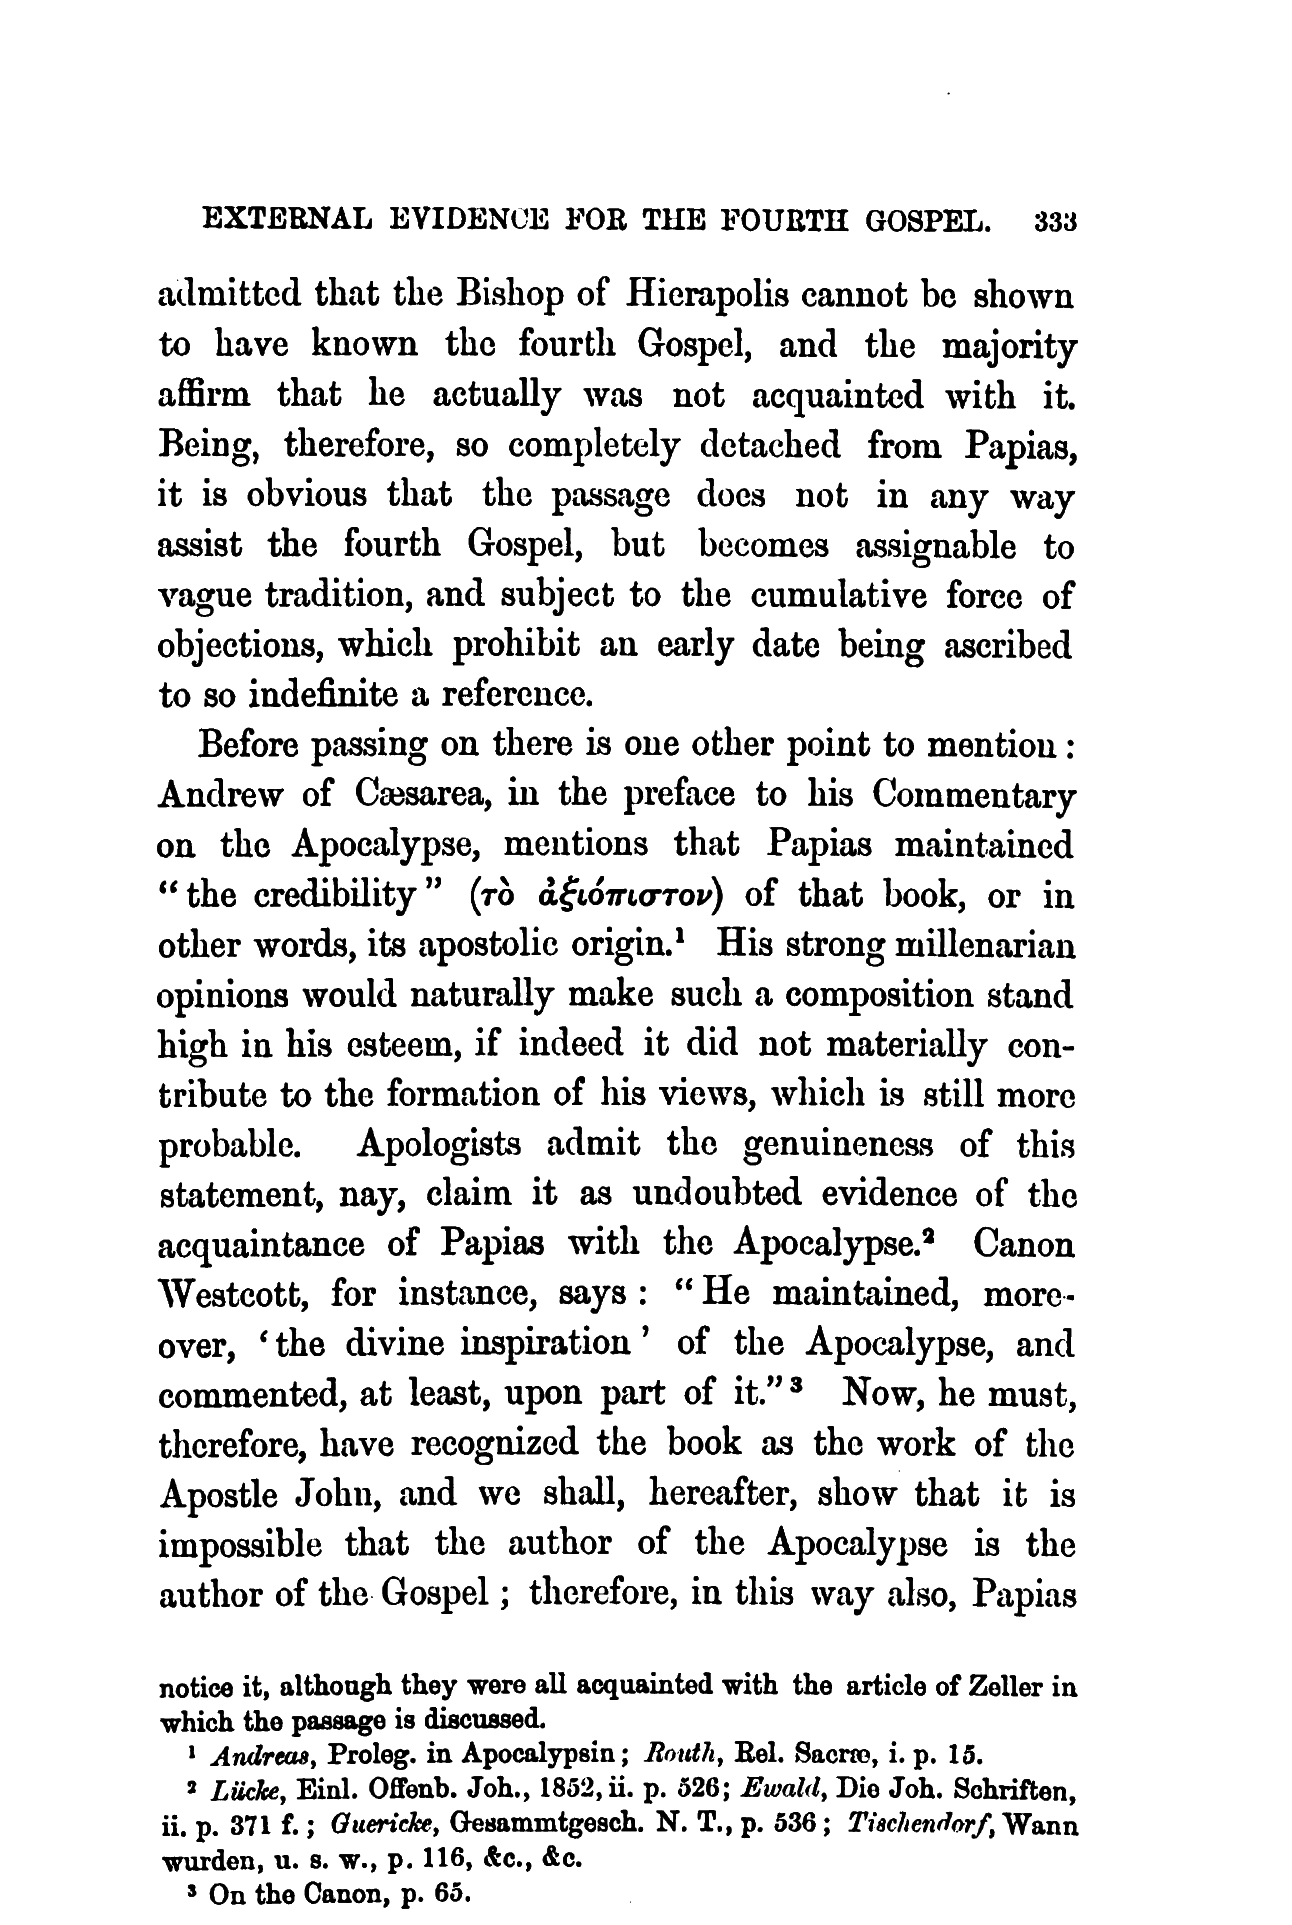 EXTERNAL EVIDENCE FOR THE FOURTH GOSPEL. 333
admitted that the Bishop of Hierapolis cannot be shown
to have known the fourth Gospel, and the majority
affirm that he actually was not acquainted with it.
Being, therefore, so completely detached from Papias,
it is obvious that the passage does not in any way
assist the fourth Gospel, but becomes assignable to
vague tradition, and subject to the cumulative force of
objections, which prohibit an early date being ascribed
to so indefinite a reference.
Before passing on there is one other point to mention :
Andrew of Cæsarea, in the preface to his Commentary
on the Apocalypse, mentions that Papias maintained
“the credibility” (τὸ ἀξιόπιστον) of that book, or in
other words, its apostolic origin.¹ His strong millenarian
opinions would naturally make such a composition stand
high in his esteem, if indeed it did not materially con-
tribute to the formation of his views, which is still more
probable. Apologists admit the genuineness of this
statement, nay, claim it as undoubted evidence of the
acquaintance of Papias with the Apocalypse.² Canon
Westcott, for instance, says : “He maintained, more-
over, ‘the divine inspiration’ of the Apocalypse, and
commented, at least, upon part of it.”³ Now, he must,
therefore, have recognized the book as the work of the
Apostle John, and we shall, hereafter, show that it is
impossible that the author of the Apocalypse is the
author of the Gospel ; therefore, in this way also, Papias
notice it, although they were all acquainted with the article of Zeller in
which the passage is discussed.
¹ Andreas, Proleg. in Apocalypsin ; Routh, Rel. Sacræ, i. p. 15.
² Lücke, Einl. Offenb. Joh., 1852, ii. p. 526; Ewald, Die Joh. Schriften,
ii. p. 371 f. ; Guericke, Gesammtgesch. N. T., p. 536 ; Tischendorf, Wann
wurden, u. s. w., p. 116, &c., &c.
³ On the Canon, p. 65.